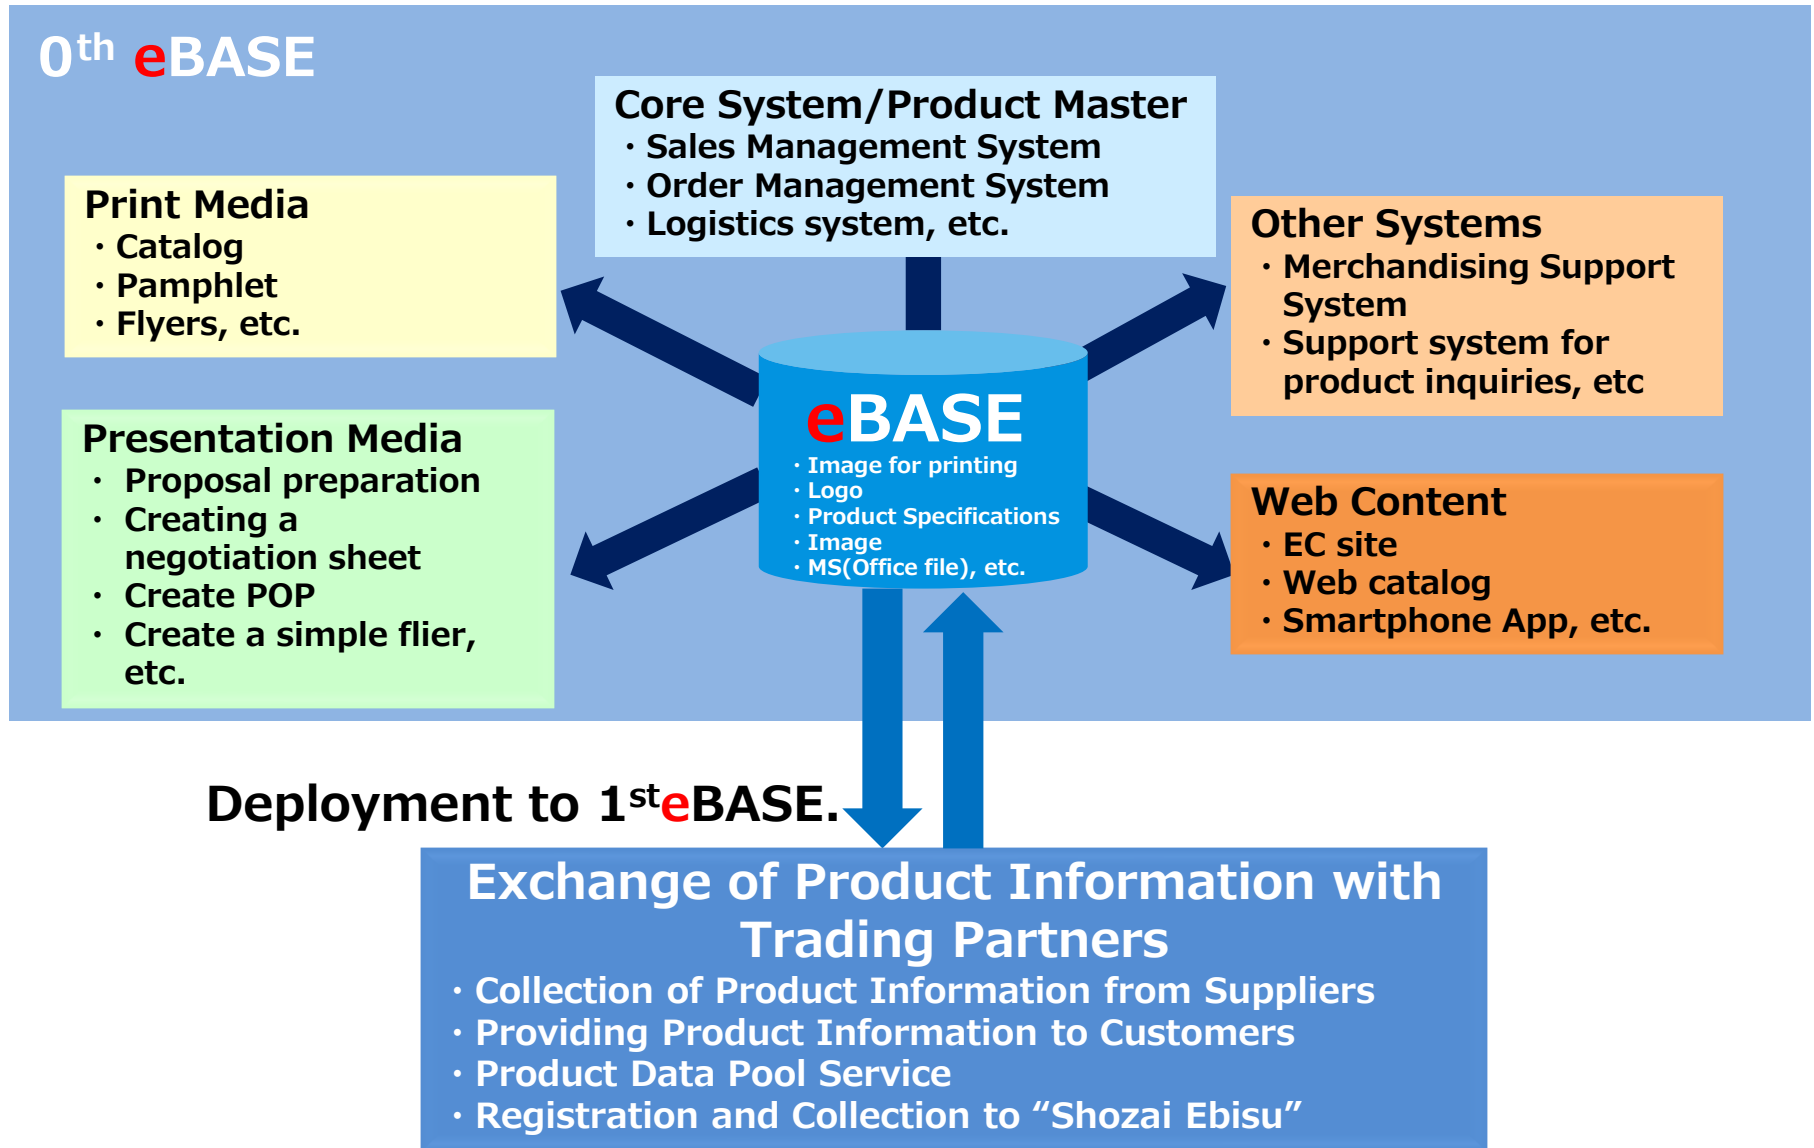 0th eBASE
Core System/Product Master
・Sales Management System
・Order Management System
・Logistics system, etc.
Print Media
・Catalog
・Pamphlet
・Flyers, etc.
Other Systems
・Merchandising Support
System
・Support system for
product inquiries, etc
Presentation Media
・ Proposal preparation
・ Creating a
negotiation sheet
・ Create POP
・ Create a simple flier,
etc.
eBASE
・Image for printing
・Logo
・Product Specifications
・Image
・MS(Office file), etc.
Web Content
・EC site
・Web catalog
・Smartphone App, etc.
Deployment to 1steBASE.
Exchange of Product Information with
Trading Partners
・Collection of Product Information from Suppliers
・Providing Product Information to Customers
・Product Data Pool Service
・Registration and Collection to “Shozai Ebisu”